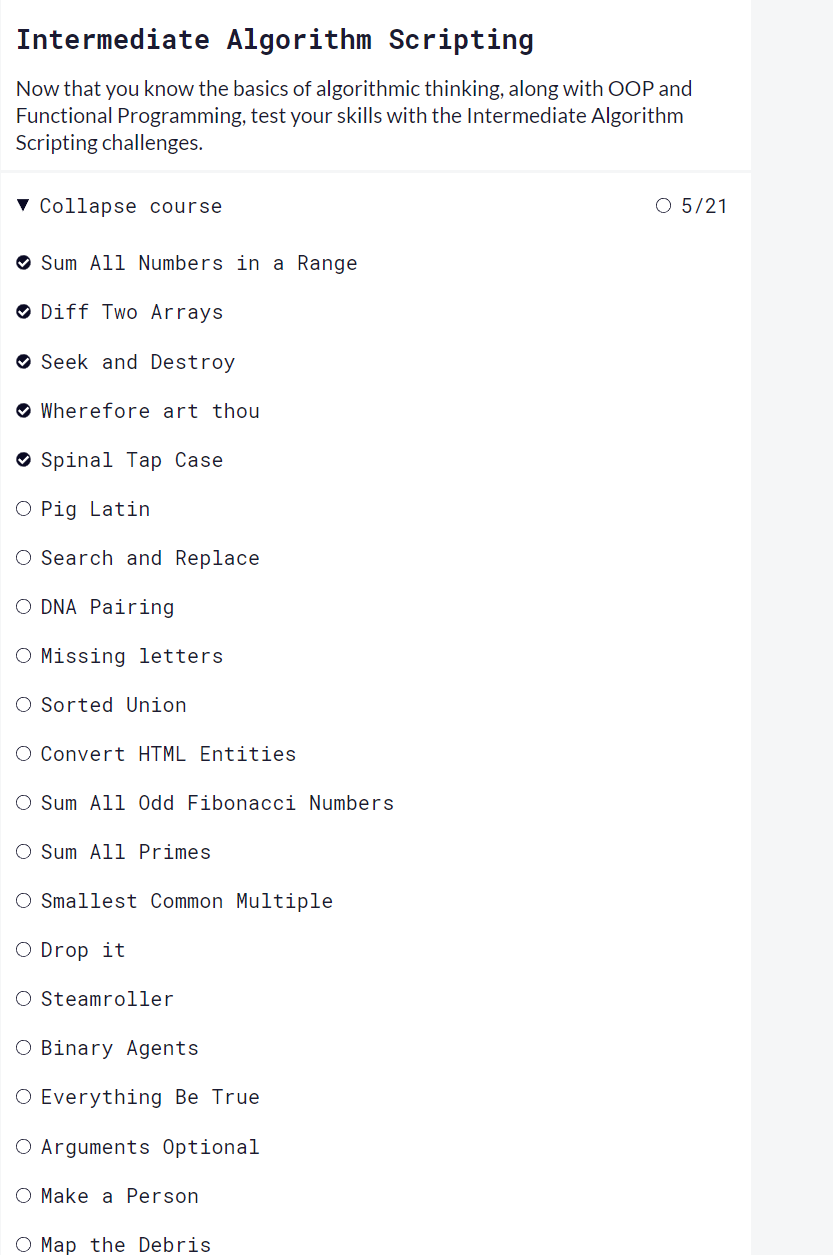 Intermediate Algorithm Scripting
Now that you know the basics of algorithmic thinking, along with OOP and
Functional Programming, test your skills with the Intermediate Algorithm
Scripting challenges.
Collapse course 5/21
Sum All Numbers in a Range
Diff Two Arrays
Seek and Destroy
Wherefore art thou
Spinal Tap Case
Pig Latin
Search and Replace
DNA Pairing
Missing letters
Sorted Union
Convert HTML Entities
Sum All Odd Fibonacci Numbers
Sum All Primes
Smallest Common Multiple
Drop it
Steamroller
Binary Agents
Everything Be True
Arguments Optional
Make a Person
Map the Debris